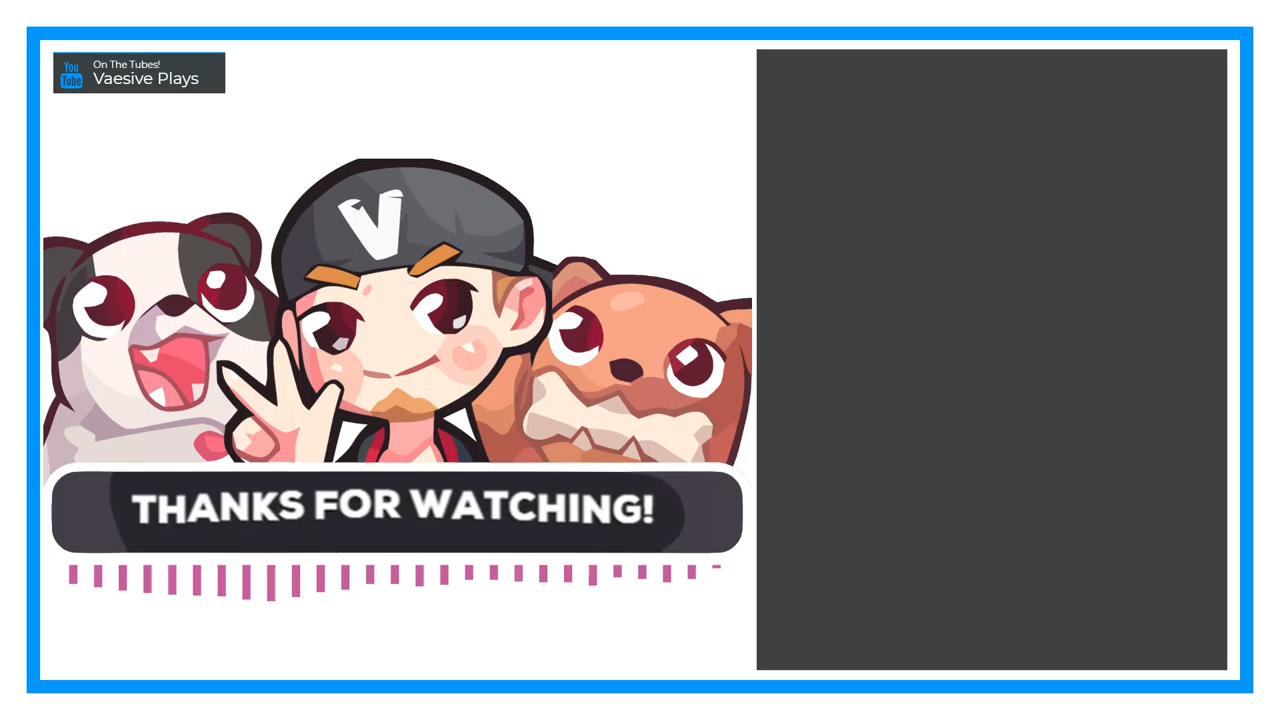 You
Tube
On The Tubes!
Vaesive Plays
V
THANKS FOR WATCHING!